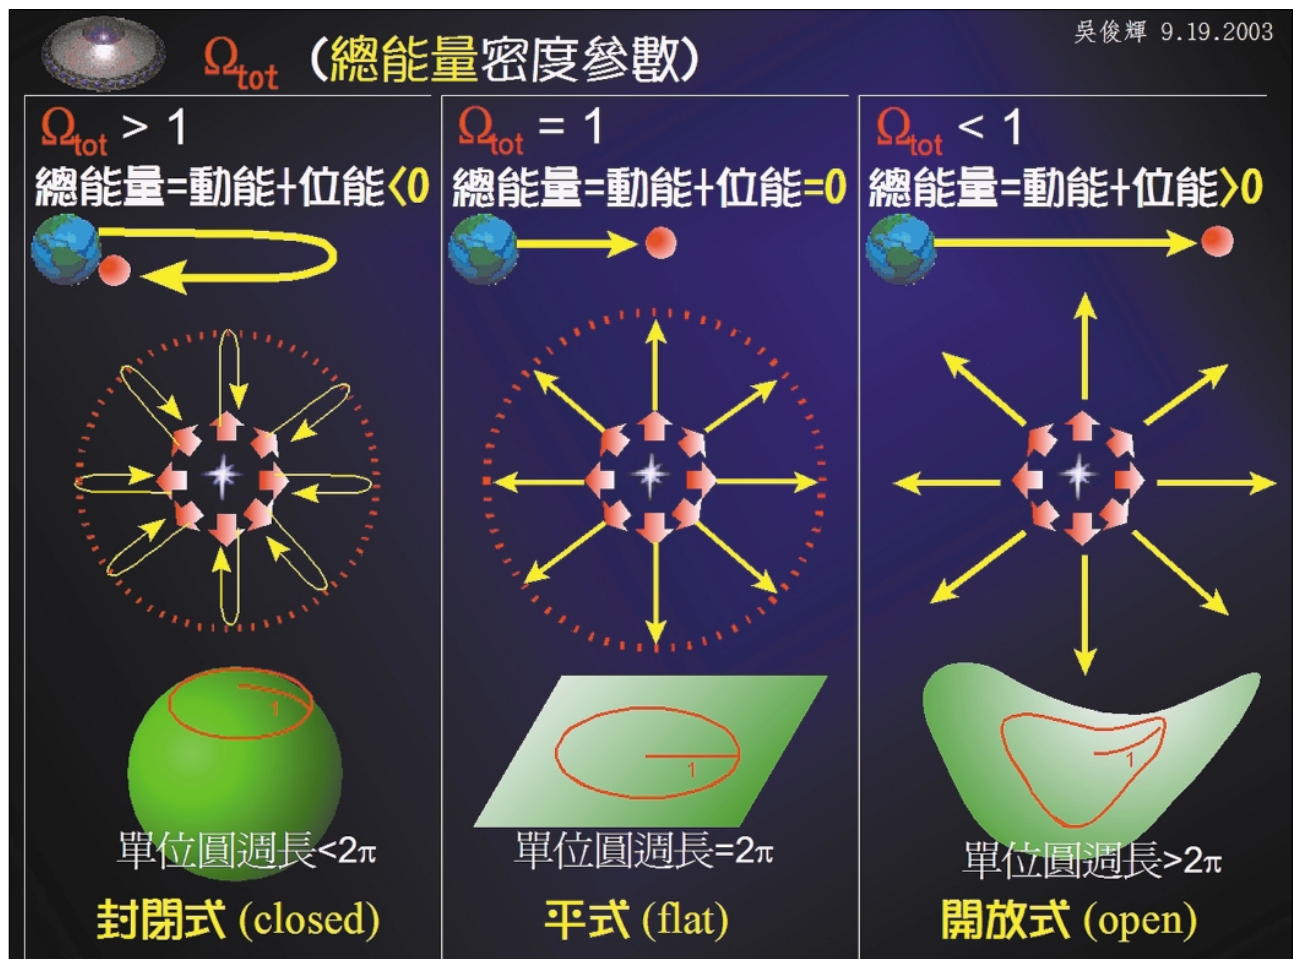 吳俊輝 9.19.2003
Ωtot (總能量密度參數)
Ωtot > 1
總能量=動能+位能<0
1
單位圓週長<2π
封閉式 (closed)
Ωtot = 1
總能量=動能+位能=0
1
單位圓週長=2π
平式 (flat)
Ωtot < 1
總能量=動能+位能>0
1
單位圓週長>2π
開放式 (open)